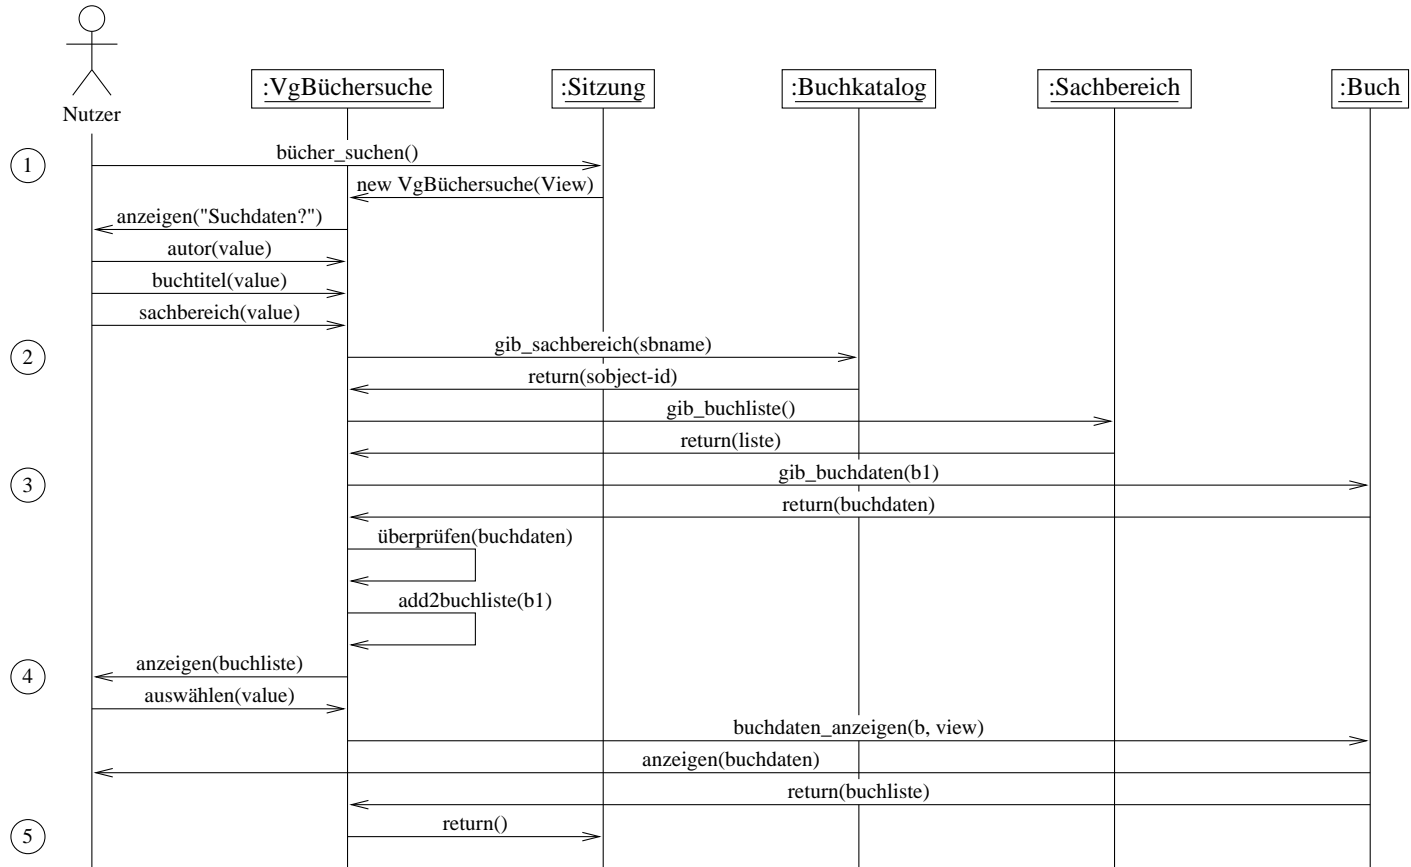 :VgBüchersuche
:Sitzung
:Buchkatalog
:Sachbereich
:Buch
Nutzer
1
bücher_suchen()
new VgBüchersuche(View)
anzeigen("Suchdaten?")
autor(value)
buchtitel(value)
sachbereich(value)
2
gib_sachbereich(sbname)
return(sobject-id)
gib_buchliste()
return(liste)
3
gib_buchdaten(b1)
return(buchdaten)
überprüfen(buchdaten)
add2buchliste(b1)
4
anzeigen(buchliste)
auswählen(value)
buchdaten_anzeigen(b, view)
anzeigen(buchdaten)
return(buchliste)
5
return()